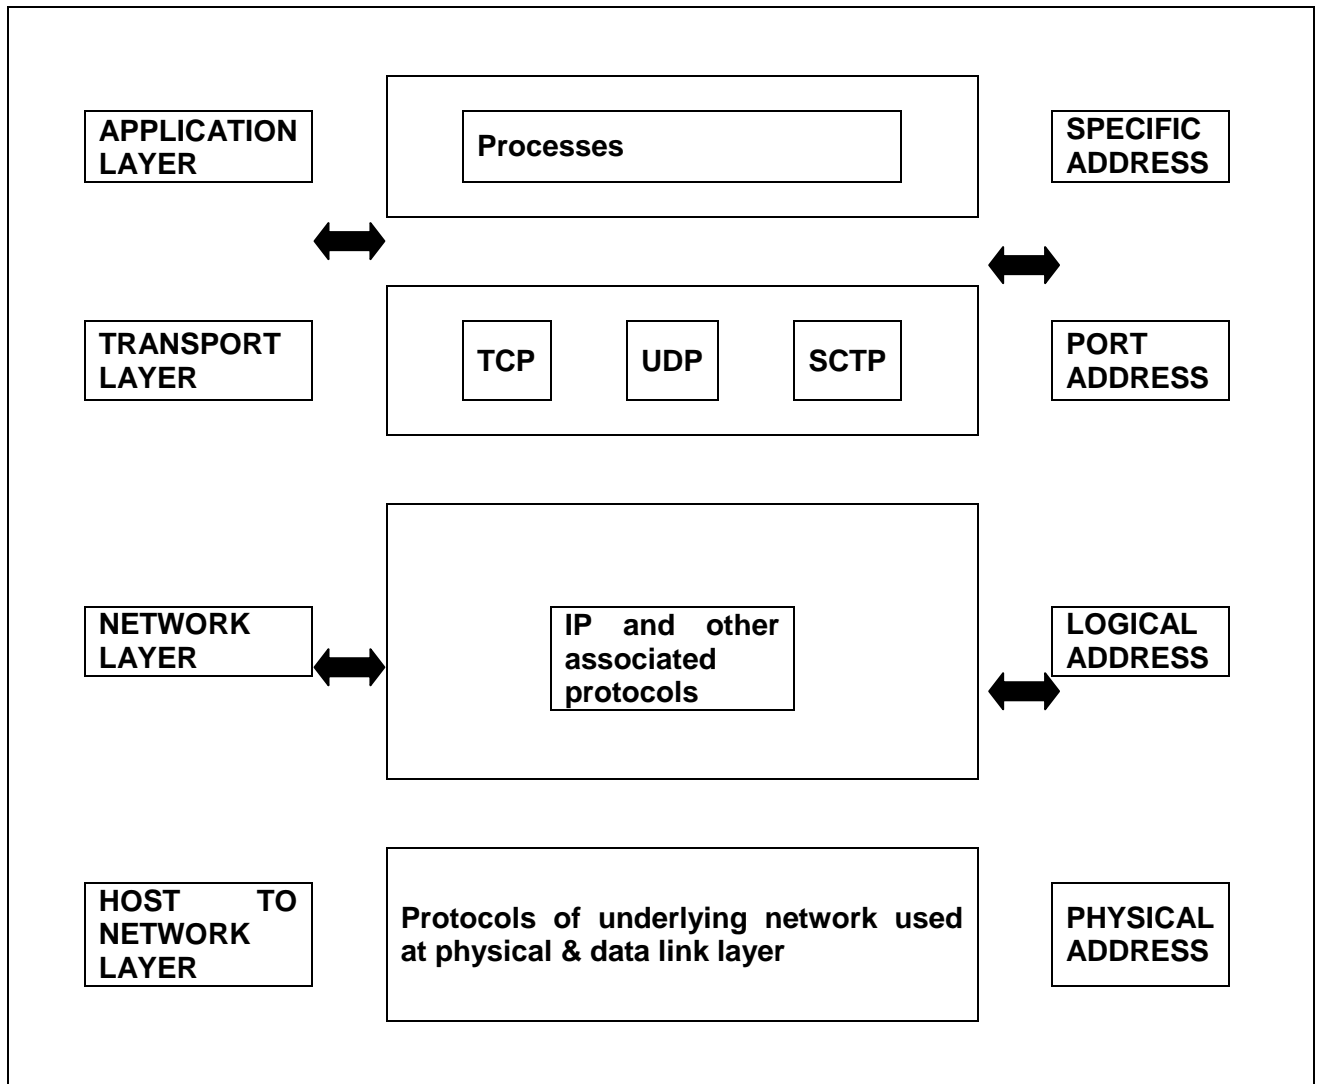 APPLICATION
LAYER
Processes
SPECIFIC
ADDRESS
TRANSPORT
LAYER
TCP
UDP
SCTP
PORT
ADDRESS
NETWORK
LAYER
IP and other
associated
protocols
LOGICAL
ADDRESS
HOST TO
NETWORK
LAYER
Protocols of underlying network used
at physical & data link layer
PHYSICAL
ADDRESS